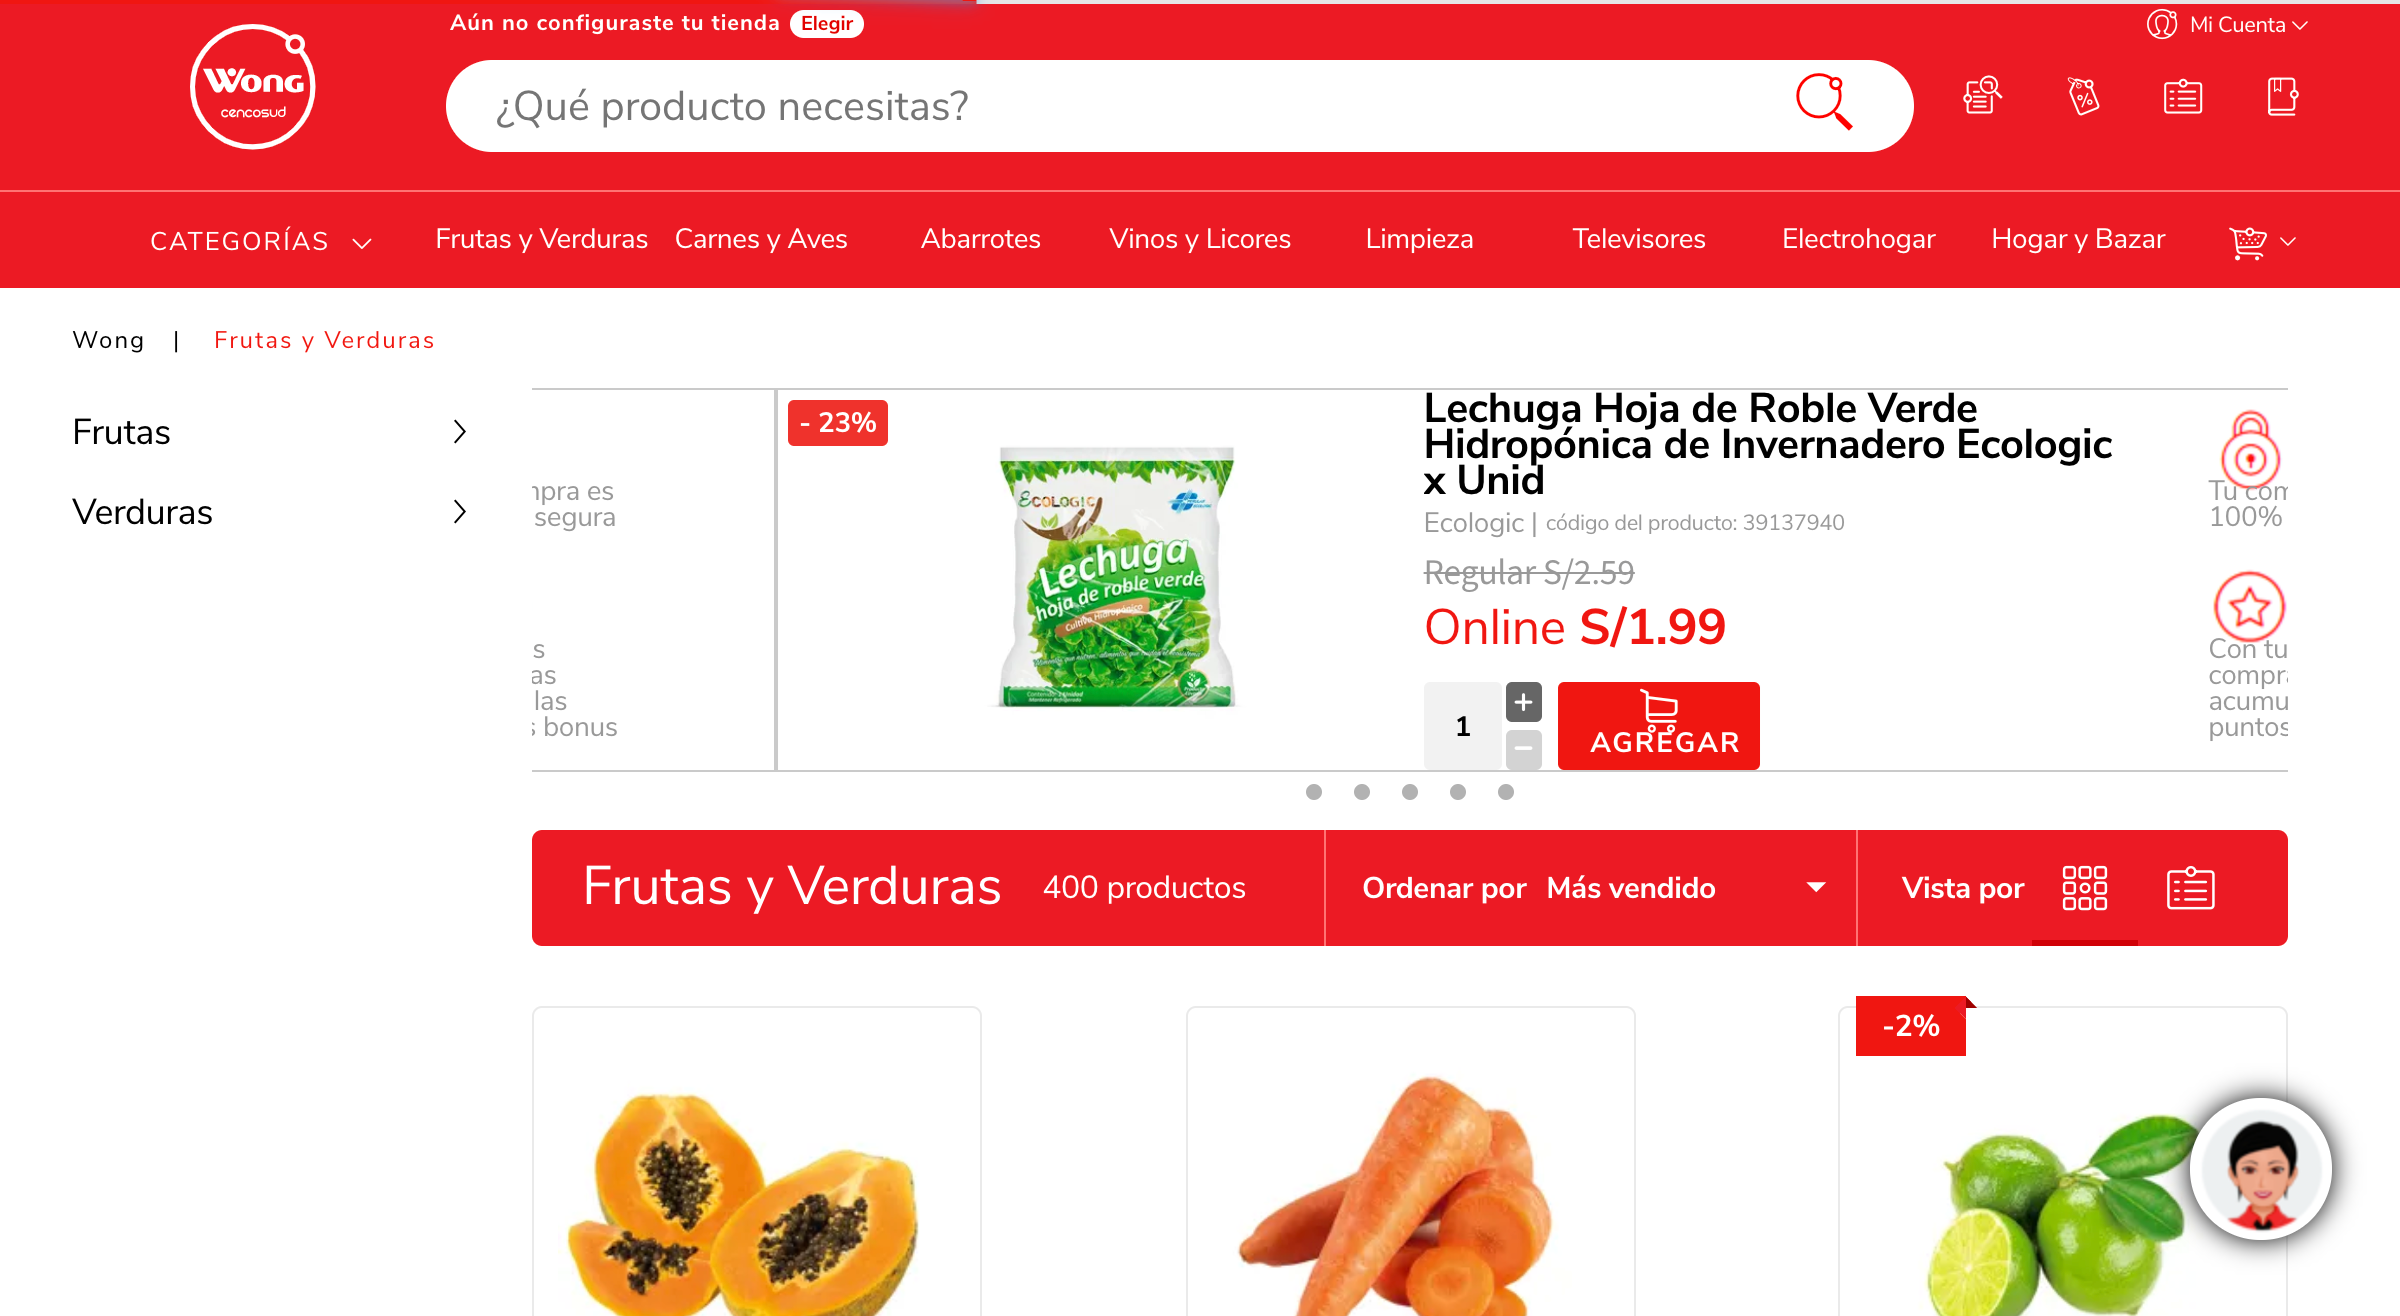 Aún no configuraste tu tienda Elegir
Mi Cuenta
Wong
cencosud
¿Qué producto necesitas?
CATEGORÍAS
Frutas y Verduras
Carnes y Aves
Abarrotes
Vinos y Licores
Limpieza
Televisores
Electrohogar
Hogar y Bazar
Wong | Frutas y Verduras
Frutas
Verduras
mpra es
segura
s
as
las
s bonus
- 23%
ECOLOGIC
Lechuga
hoja de roble verde
Cultivo Hidropónico
Lechuga Hoja de Roble Verde
Hidropónica de Invernadero Ecologic
x Unid
Ecologic | código del producto: 39137940
Regular S/2.59
Online S/1.99
1
+
−
AGREGAR
Tu com
100%
Con tu
compra
acumu
puntos
Frutas y Verduras 400 productos
Ordenar por Más vendido
Vista por
-2%